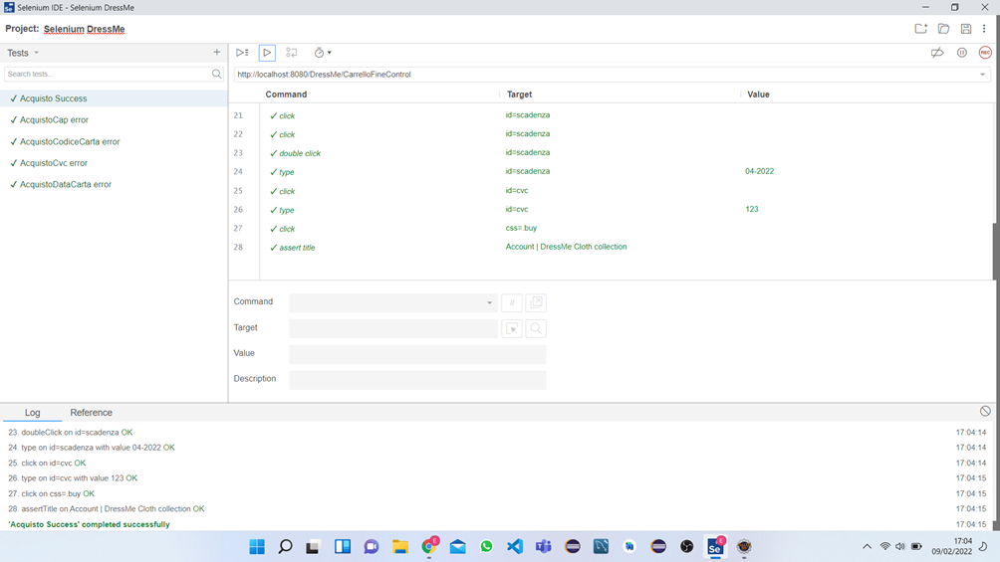 Selenium IDE - Selenium DressMe
Project: Selenium DressMe
Tests
Search tests...
✓ Acquisto Success
✓ AcquistoCap error
✓ AcquistoCodiceCarta error
✓ AcquistoCvc error
✓ AcquistoDataCarta error
REC
http://localhost:8080/DressMe/CarrelloFineControl
Command Target Value
21 ✓ click id=scadenza
22 ✓ click id=scadenza
23 ✓ double click id=scadenza
24 ✓ type id=scadenza 04-2022
25 ✓ click id=cvc
26 ✓ type id=cvc 123
27 ✓ click css=.buy
28 ✓ assert title Account | DressMe Cloth collection
Command //
Target
Value
Description
Log Reference
23. doubleClick on id=scadenza OK 17:04:14
24. type on id=scadenza with value 04-2022 OK 17:04:14
25. click on id=cvc OK 17:04:14
26. type on id=cvc with value 123 OK 17:04:15
27. click on css=.buy OK 17:04:15
28. assertTitle on Account | DressMe Cloth collection OK 17:04:15
'Acquisto Success' completed successfully 17:04:15
17:04
09/02/2022